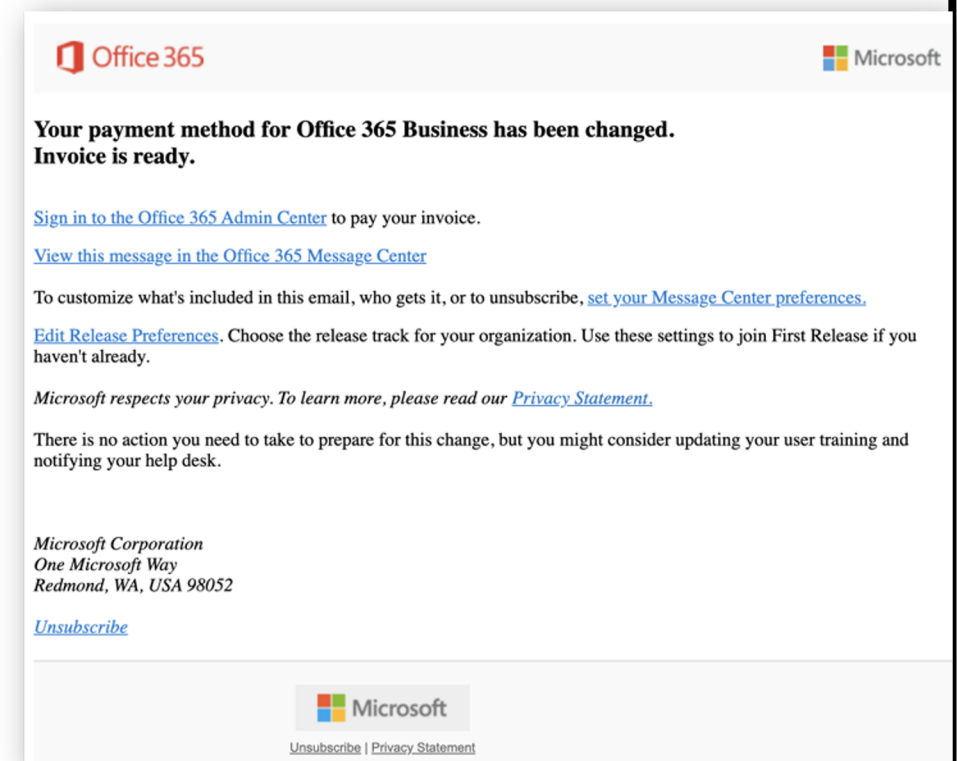 Office 365
Microsoft
Your payment method for Office 365 Business has been changed.
Invoice is ready.
Sign in to the Office 365 Admin Center to pay your invoice.
View this message in the Office 365 Message Center
To customize what's included in this email, who gets it, or to unsubscribe, set your Message Center preferences.
Edit Release Preferences. Choose the release track for your organization. Use these settings to join First Release if you
haven't already.
Microsoft respects your privacy. To learn more, please read our Privacy Statement.
There is no action you need to take to prepare for this change, but you might consider updating your user training and
notifying your help desk.
Microsoft Corporation
One Microsoft Way
Redmond, WA, USA 98052
Unsubscribe
Microsoft
Unsubscribe | Privacy Statement